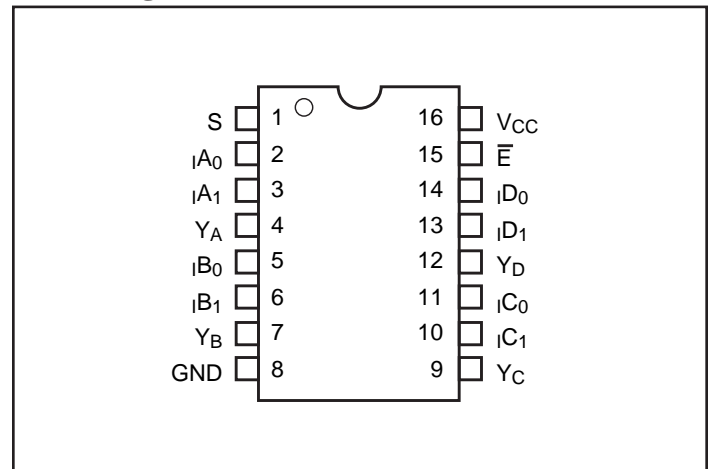 S 1 16 V_CC
IA0 2 15 E̅
IA1 3 14 ID0
YA 4 13 ID1
IB0 5 12 YD
IB1 6 11 IC0
YB 7 10 IC1
GND 8 9 YC